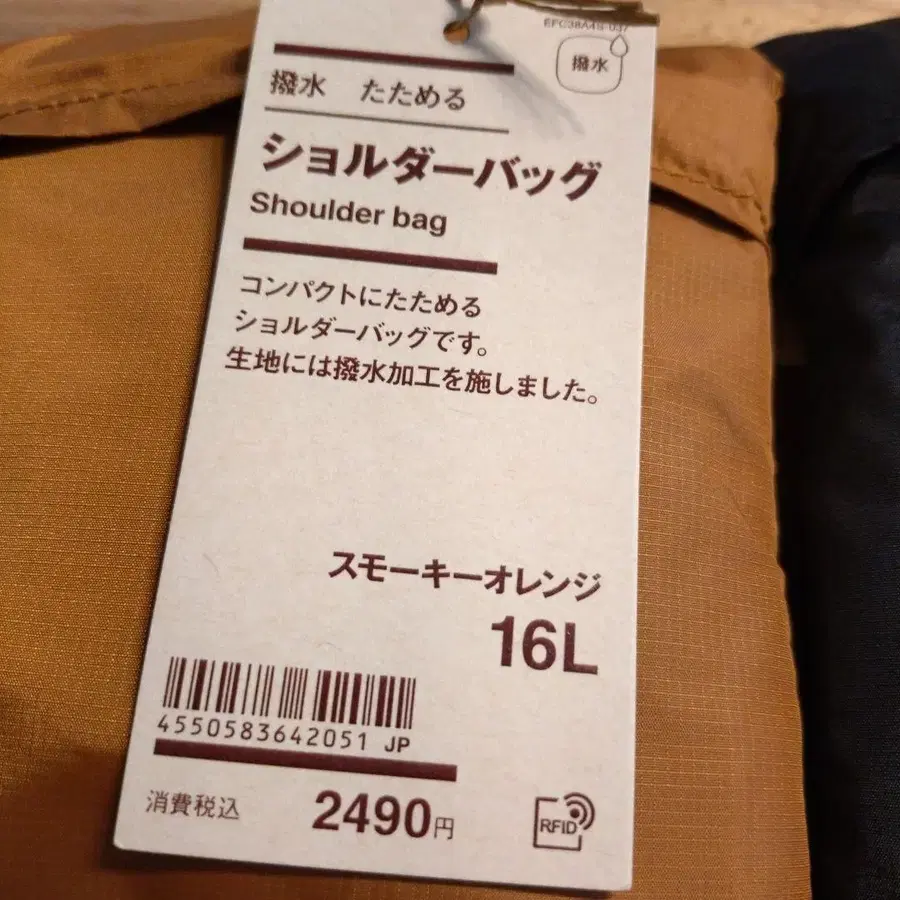 EFC38A4S-037
撥水
撥水 たためる
ショルダーバッグ
Shoulder bag
コンパクトにたためる
ショルダーバッグです。
生地には撥水加工を施しました。
スモーキーオレンジ
16L
4550583642051 JP
消費税込 2490円
RFID